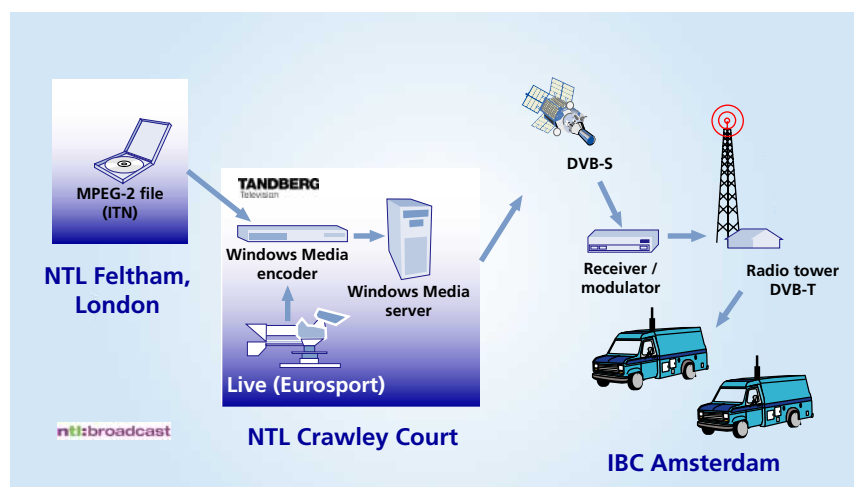 MPEG-2 file
(ITN)
NTL Feltham,
London
TANDBERG
Television
Windows Media
encoder
Windows Media
server
Live (Eurosport)
NTL Crawley Court
ntl:broadcast
DVB-S
Receiver /
modulator
Radio tower
DVB-T
IBC Amsterdam